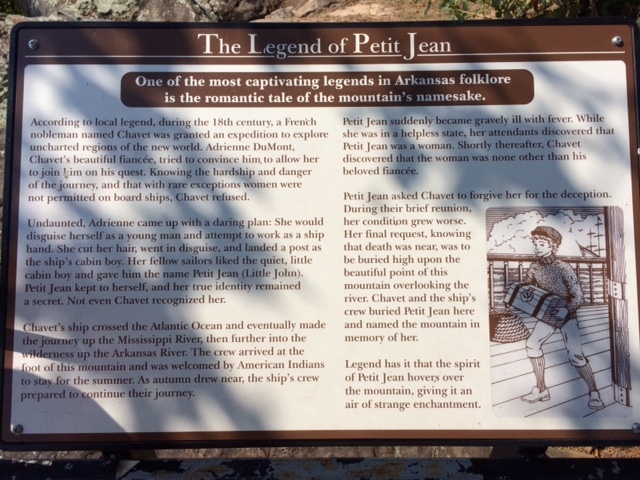 The Legend of Petit Jean
One of the most captivating legends in Arkansas folklore
is the romantic tale of the mountain's namesake.
According to local legend, during the 18th century, a French
nobleman named Chavet was granted an expedition to explore
uncharted regions of the new world. Adrienne DuMont,
Chavet's beautiful fiancée, tried to convince him to allow her
to join him on his quest. Knowing the hardship and danger
of the journey, and that with rare exceptions women were
not permitted on board ships, Chavet refused.
Undaunted, Adrienne came up with a daring plan: She would
disguise herself as a young man and attempt to work as a ship
hand. She cut her hair, went in disguise, and landed a post as
the ship's cabin boy. Her fellow sailors liked the quiet, little
cabin boy and gave him the name Petit Jean (Little John).
Petit Jean kept to herself, and her true identity remained
a secret. Not even Chavet recognized her.
Chavet's ship crossed the Atlantic Ocean and eventually made
the journey up the Mississippi River, then further into the
wilderness up the Arkansas River. The crew arrived at the
foot of this mountain and was welcomed by American Indians
to stay for the summer. As autumn drew near, the ship's crew
prepared to continue their journey.
Petit Jean suddenly became gravely ill with fever. While
she was in a helpless state, her attendants discovered that
Petit Jean was a woman. Shortly thereafter, Chavet
discovered that the woman was none other than his
beloved fiancée.
Petit Jean asked Chavet to forgive her for the deception.
During their brief reunion,
her condition grew worse.
Her final request, knowing
that death was near, was to
be buried high upon the
beautiful point of this
mountain overlooking the
river. Chavet and the ship's
crew buried Petit Jean here
and named the mountain in
memory of her.
Legend has it that the spirit
of Petit Jean hovers over
the mountain, giving it an
air of strange enchantment.